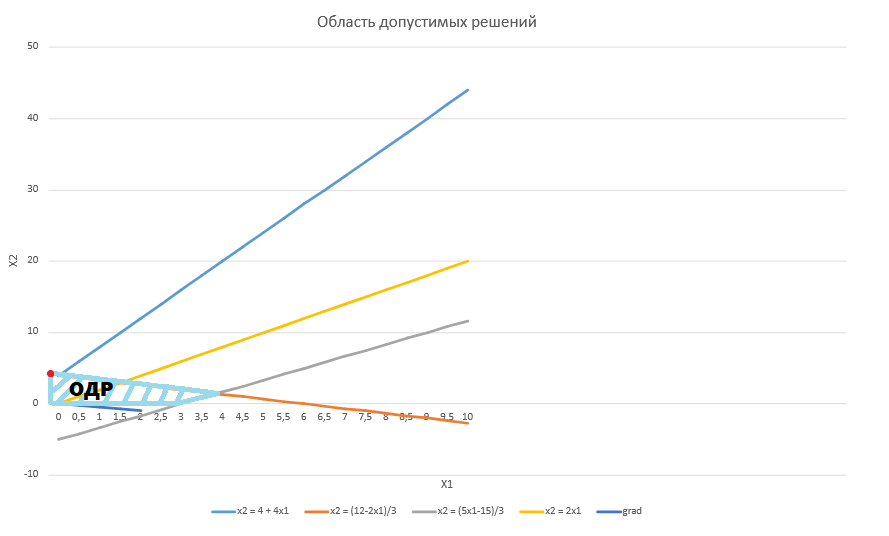 Область допустимых решений
50
40
30
20
10
0
-10
X2
ОДР
0 0,5 1 1,5 2 2,5 3 3,5 4 4,5 5 5,5 6 6,5 7 7,5 8 8,5 9 9,5 10
X1
x2 = 4 + 4x1 x2 = (12-2x1)/3 x2 = (5x1-15)/3 x2 = 2x1 grad